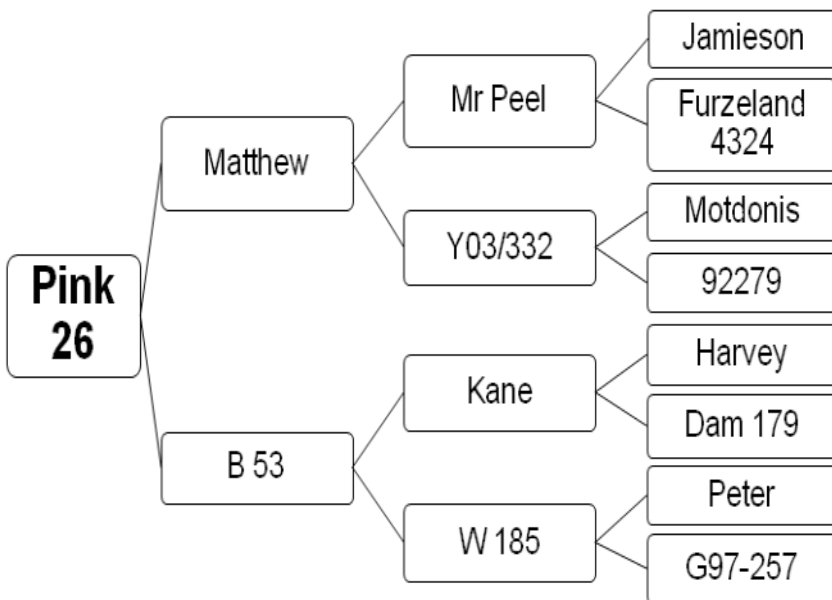 Jamieson
Mr Peel
Furzeland
4324
Matthew
Motdonis
Y03/332
92279
Pink
26
Harvey
Kane
Dam 179
B 53
Peter
W 185
G97-257